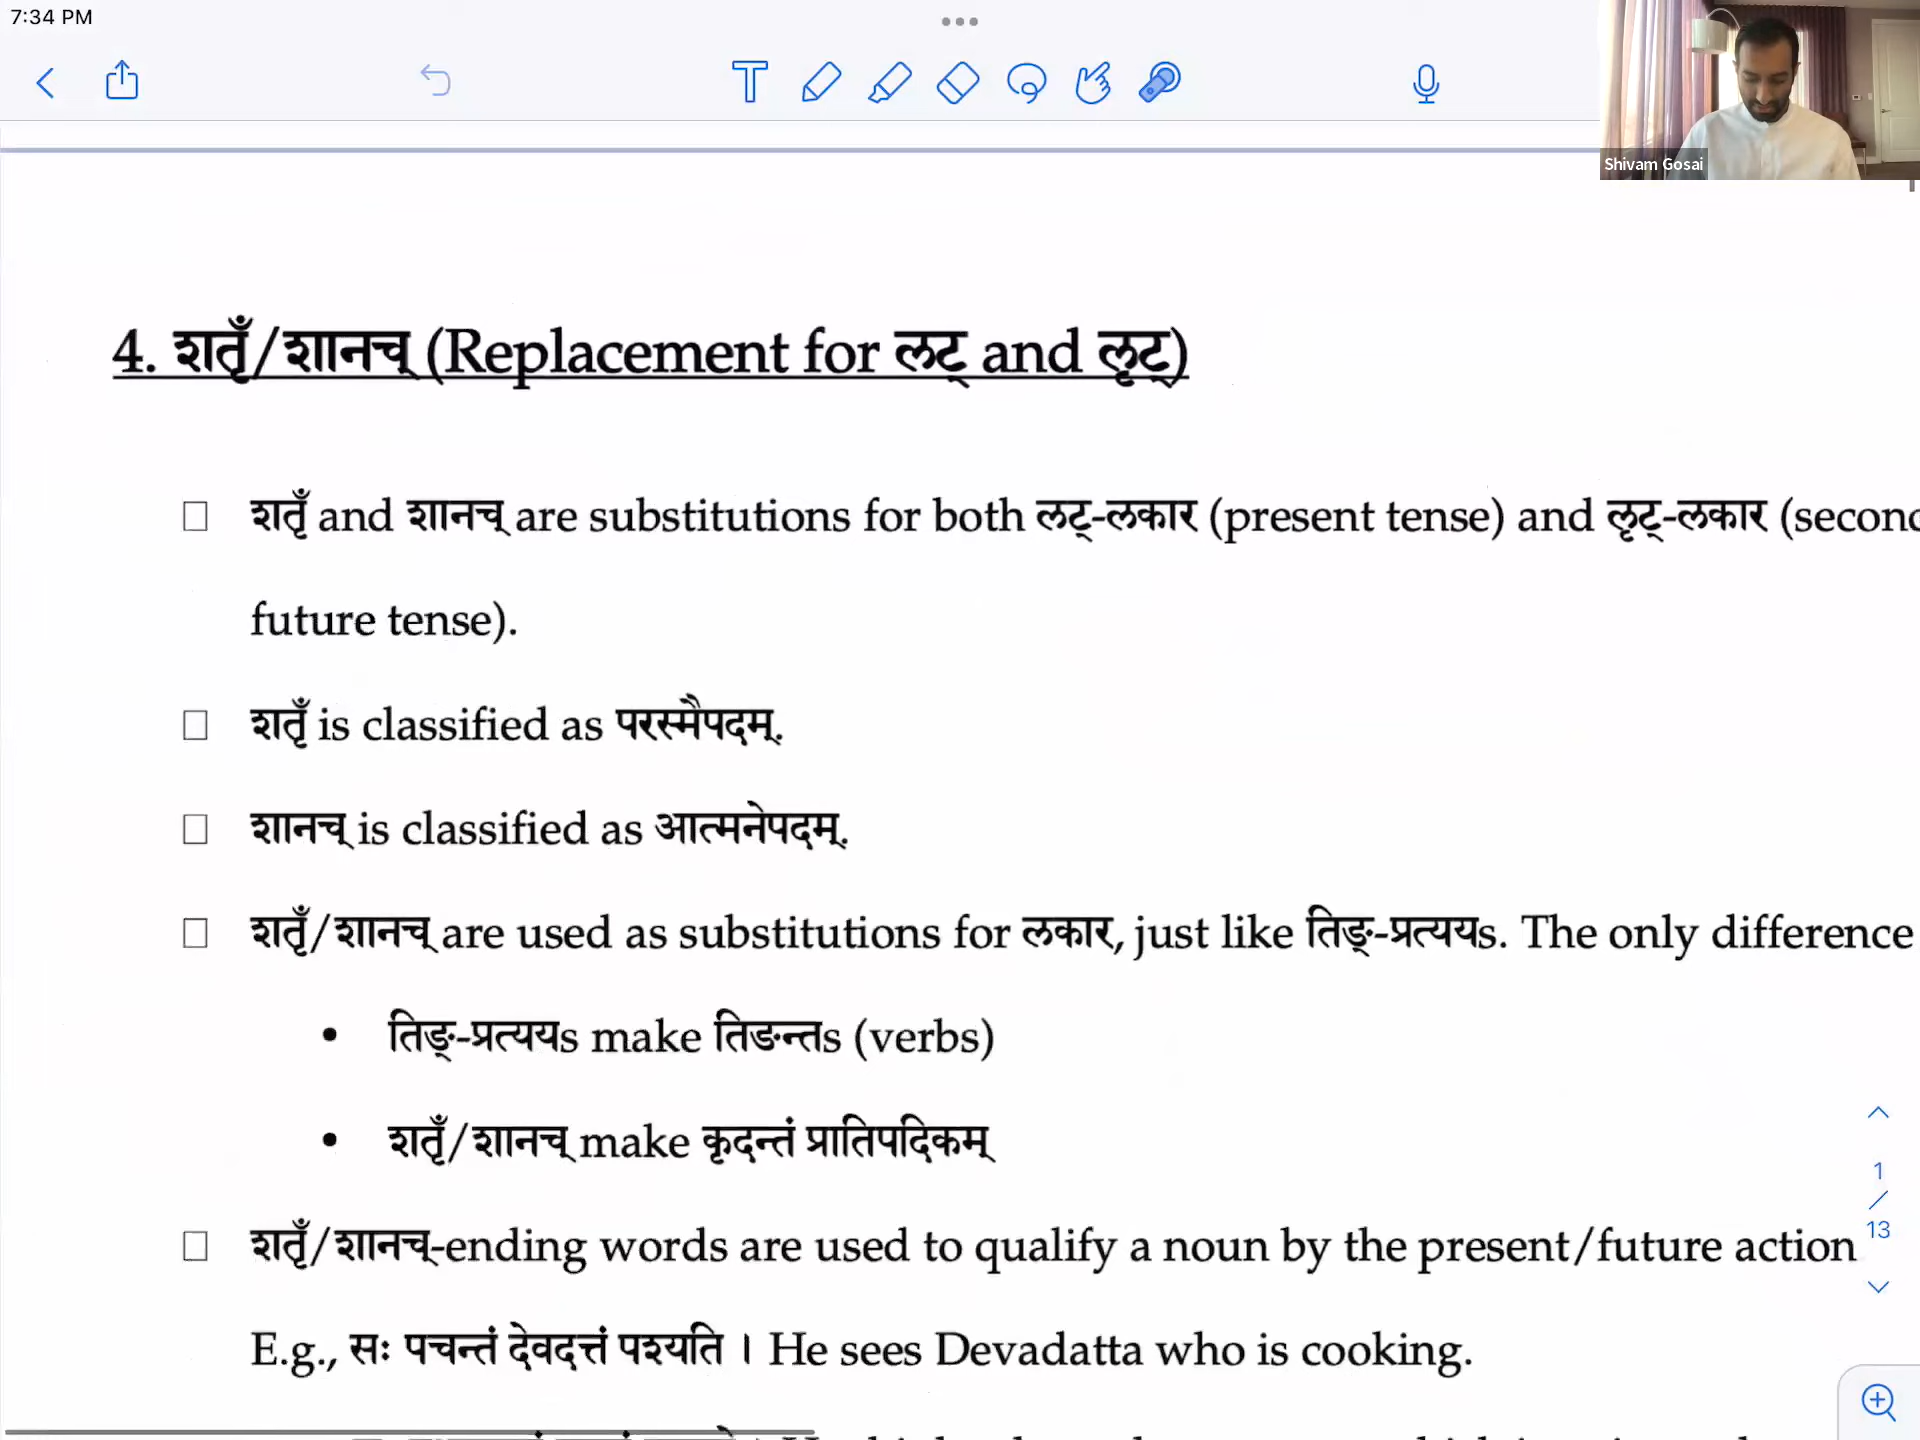 7:34 PM
Shivam Gosai
4. शतृँ/शानच् (Replacement for लट् and लृट्)
शतृँ and शानच् are substitutions for both लट्-लकार (present tense) and लृट्-लकार (second
future tense).
शतृँ is classified as परस्मैपदम्.
शानच् is classified as आत्मनेपदम्.
शतृँ/शानच् are used as substitutions for लकार, just like तिङ्-प्रत्ययs. The only difference
• तिङ्-प्रत्ययs make तिङन्तs (verbs)
• शतृँ/शानच् make कृदन्तं प्रातिपदिकम्
शतृँ/शानच्-ending words are used to qualify a noun by the present/future action
E.g., सः पचन्तं देवदत्तं पश्यति । He sees Devadatta who is cooking.
1
/
13